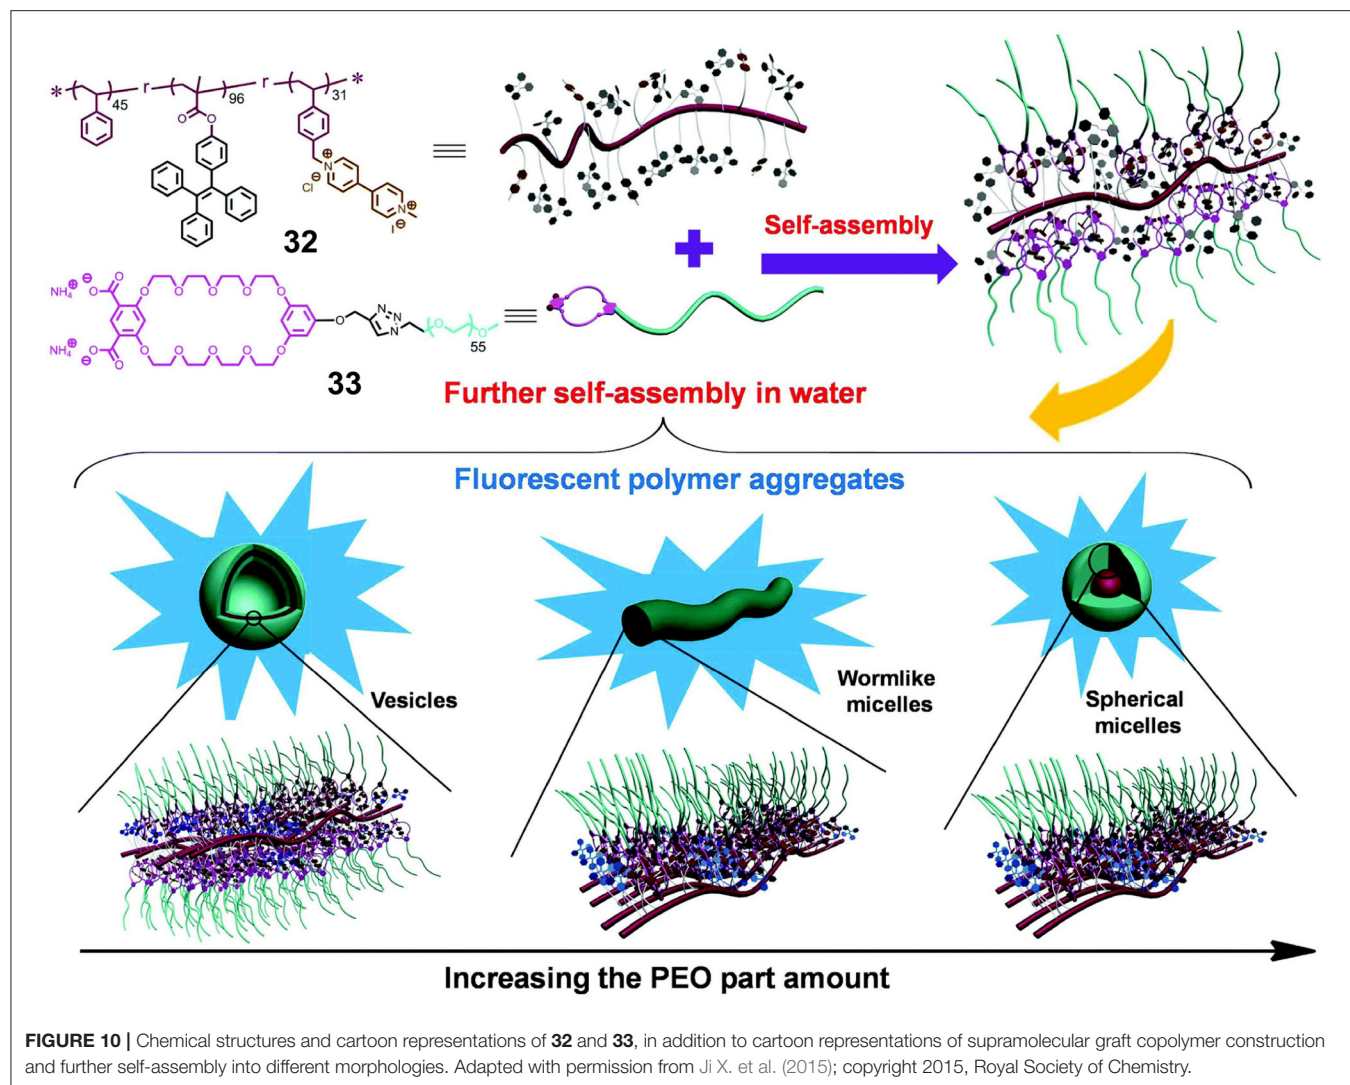 * r r *
45 96 31
O
O
N ⊕
⊖
Cl
N ⊕
I ⊖
32
Self-assembly
NH4 ⊕ ⊖ O O
O O O O O O
O N N N
O O
55
NH4 ⊕ ⊖ O O
O O O O O
33
Further self-assembly in water
Fluorescent polymer aggregates
Vesicles
Wormlike
micelles
Spherical
micelles
Increasing the PEO part amount
FIGURE 10 | Chemical structures and cartoon representations of 32 and 33, in addition to cartoon representations of supramolecular graft copolymer construction
and further self-assembly into different morphologies. Adapted with permission from Ji X. et al. (2015); copyright 2015, Royal Society of Chemistry.